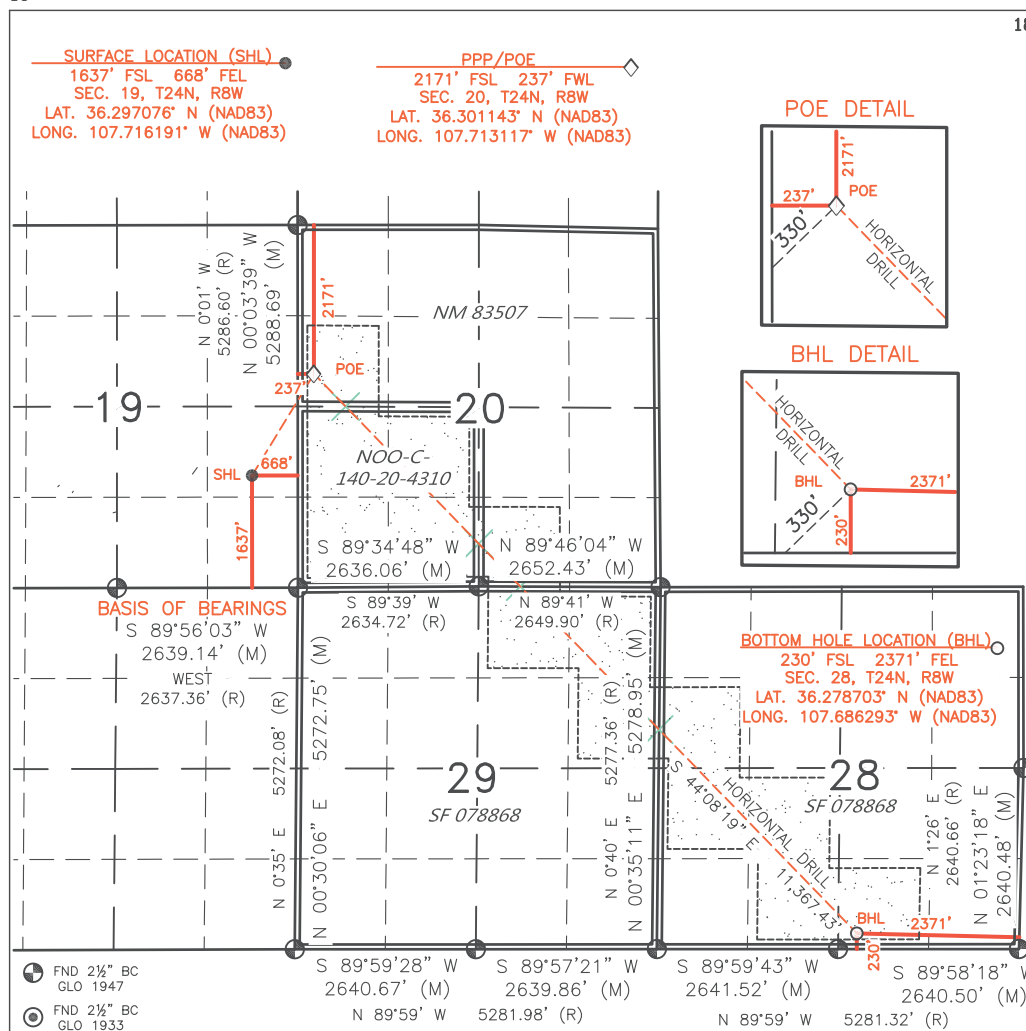 18
SURFACE LOCATION (SHL)
1637' FSL 668' FEL
SEC. 19, T24N, R8W
LAT. 36.297076° N (NAD83)
LONG. 107.716191° W (NAD83)
PPP/POE
2171' FSL 237' FWL
SEC. 20, T24N, R8W
LAT. 36.301143° N (NAD83)
LONG. 107.713117° W (NAD83)
POE DETAIL
2171'
237'
POE
330'
HORIZONTAL
DRILL
BHL DETAIL
HORIZONTAL
DRILL
BHL
2371'
330'
230'
N 0°01' W
5286.60' (R)
N 00°03'39" W
5288.69' (M)
2171'
NM 83507
POE
237'
19
20
SHL
668'
1637'
NOO-C-
140-20-4310
S 89°34'48" W
2636.06' (M)
N 89°46'04" W
2652.43' (M)
BASIS OF BEARINGS
S 89°56'03" W
2639.14' (M)
WEST
2637.36' (R)
S 89°39' W
2634.72' (R)
N 89°41' W
2649.90' (R)
BOTTOM HOLE LOCATION (BHL)
230' FSL 2371' FEL
SEC. 28, T24N, R8W
LAT. 36.278703° N (NAD83)
LONG. 107.686293° W (NAD83)
N 0°35' E 5272.08' (R)
N 00°30'06" E 5272.75' (M)
29
SF 078868
N 0°40' E 5277.36' (R)
N 00°35'11" E 5278.95' (M)
28
SF 078868
HORIZONTAL DRILL
S 44°08'19" E 11,367.43'
N 1°26' E
2640.66' (R)
N 01°23'18" E
2640.48' (M)
BHL
2371'
230'
FND 2½" BC
GLO 1947
FND 2½" BC
GLO 1933
S 89°59'28" W
2640.67' (M)
S 89°57'21" W
2639.86' (M)
N 89°59' W 5281.98' (R)
S 89°59'43" W
2641.52' (M)
S 89°58'18" W
2640.50' (M)
N 89°59' W 5281.32' (R)